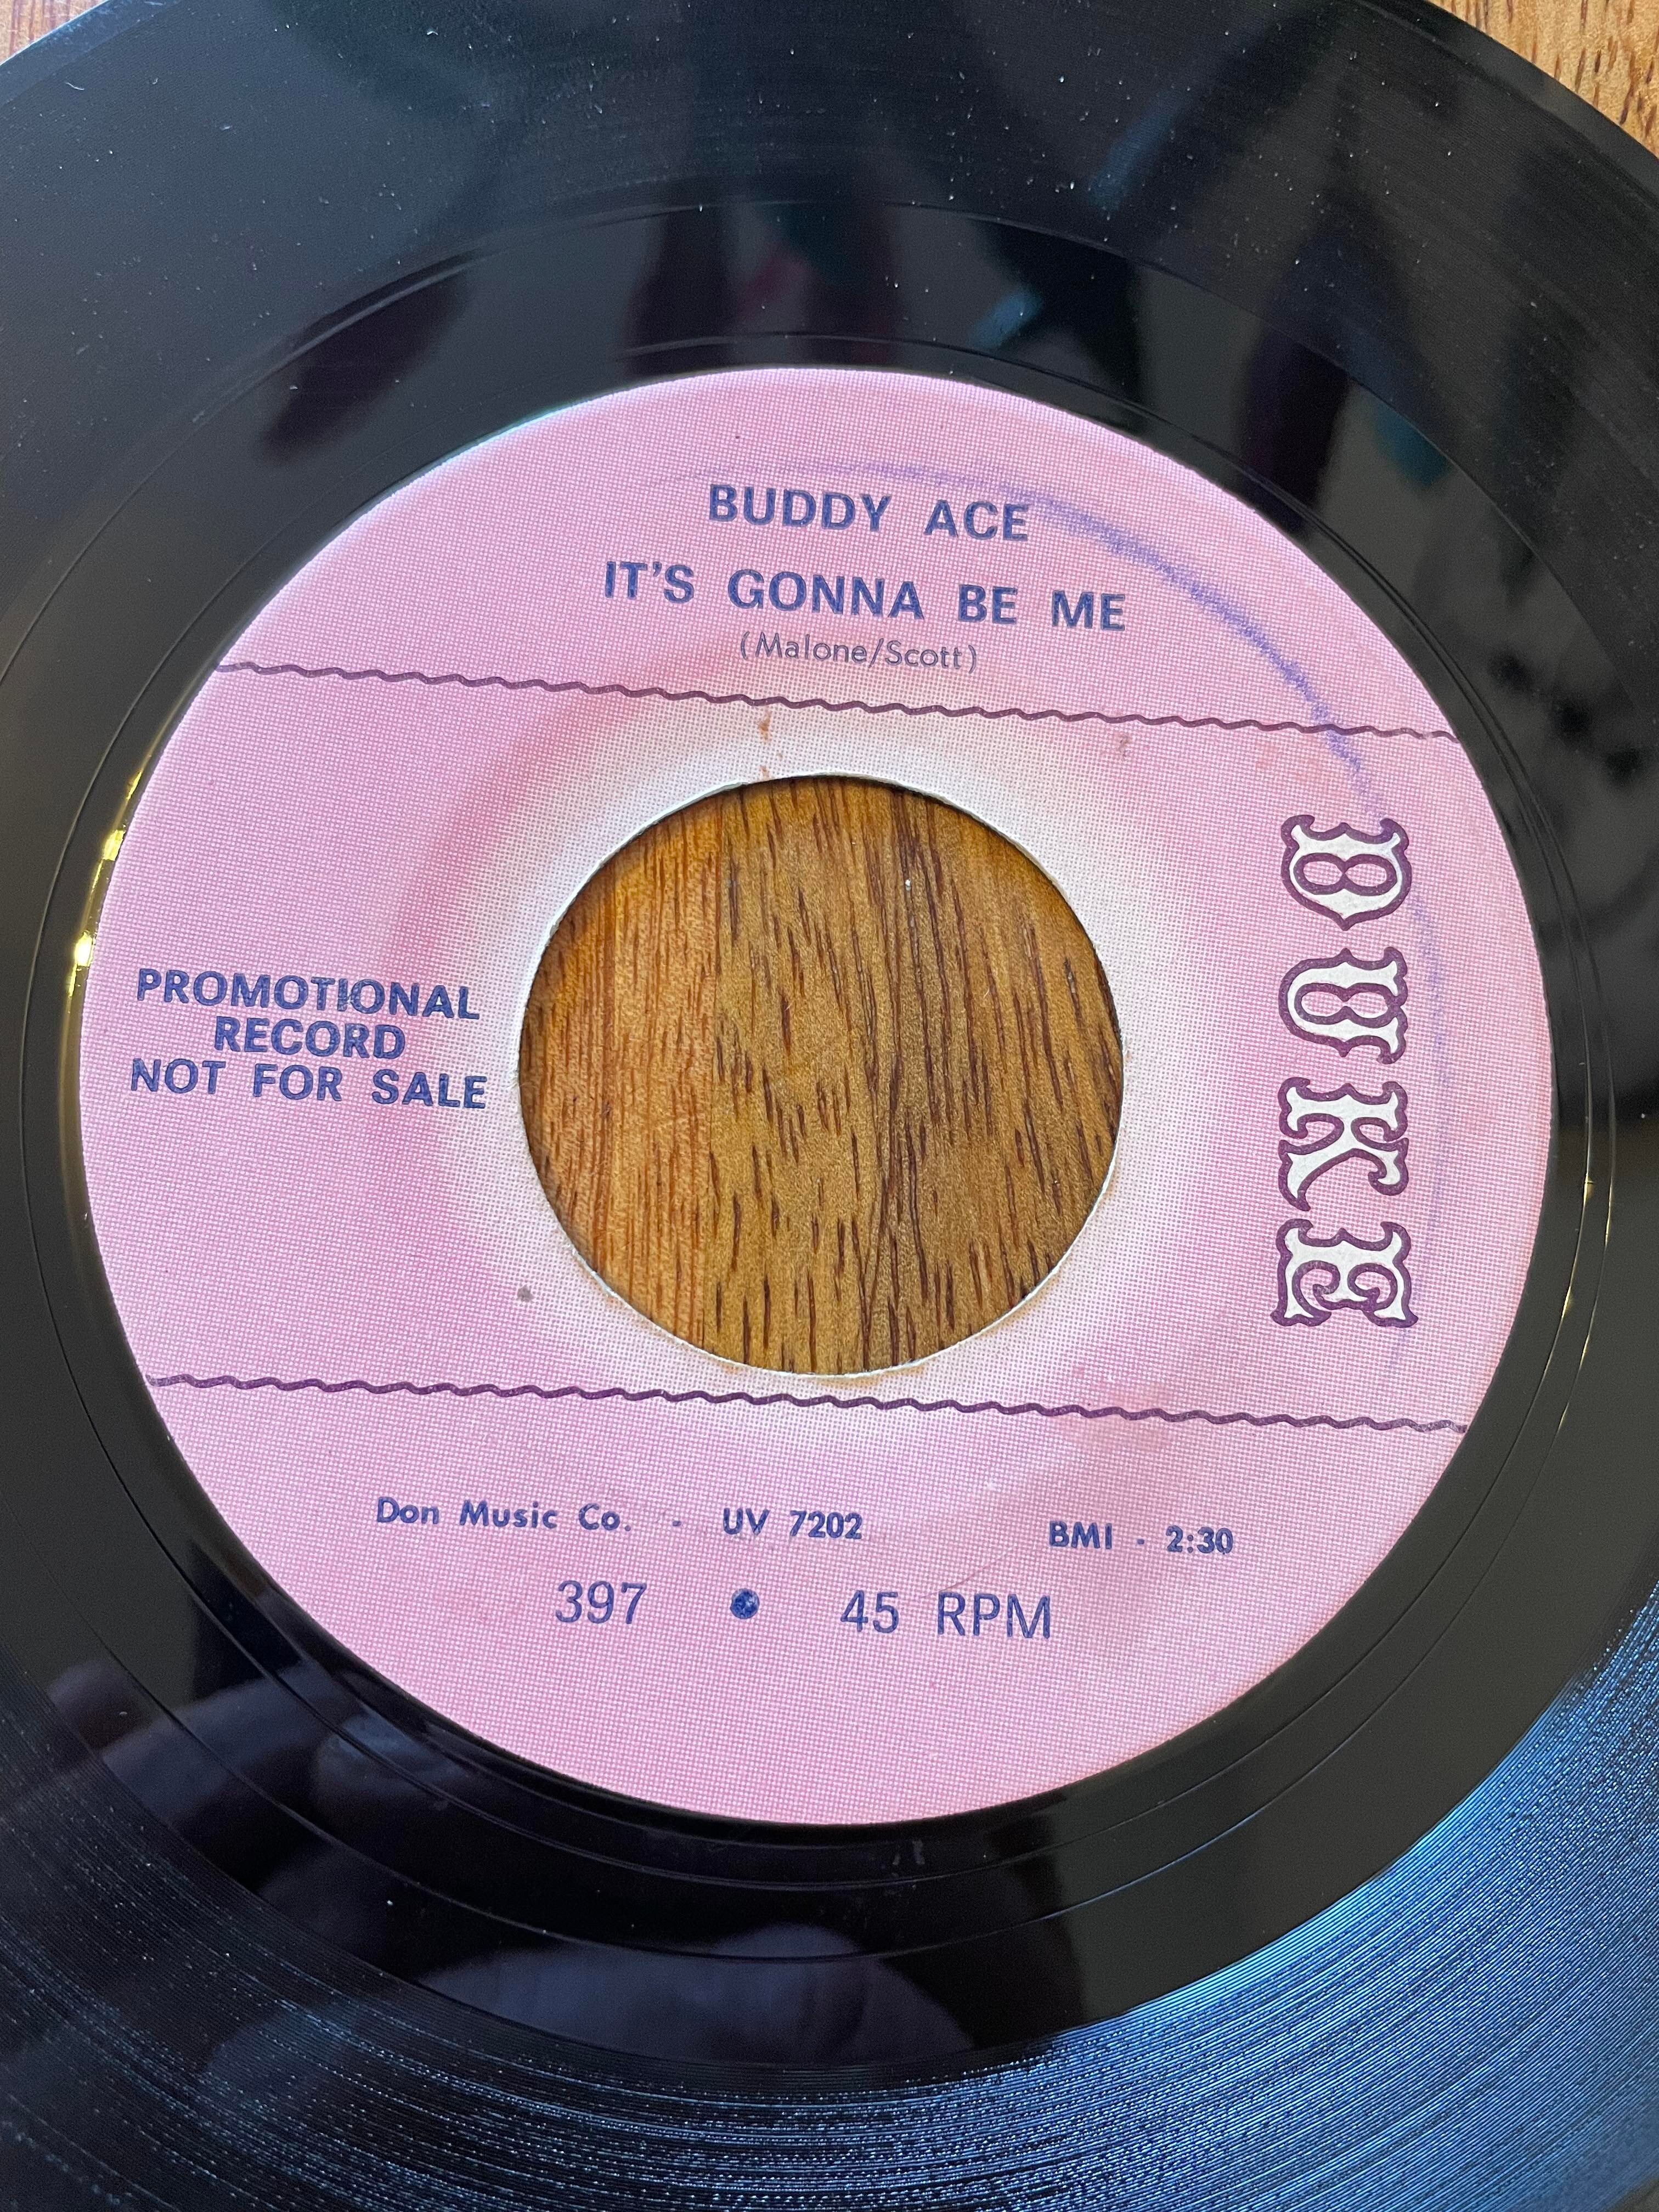 BUDDY ACE
IT'S GONNA BE ME
(Malone/Scott)
DUKE
PROMOTIONAL
RECORD
NOT FOR SALE
Don Music Co. - UV 7202 BMI - 2:30
397 • 45 RPM